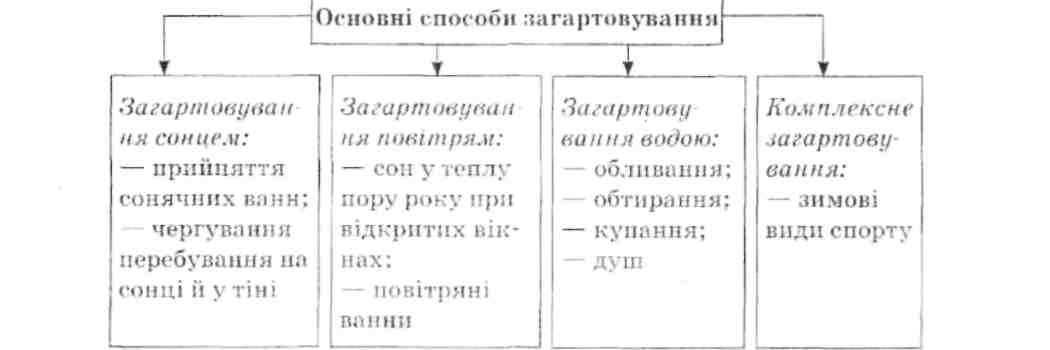 Основні способи загартовування
Загартовуван-
ня сонцем:
— прийняття
сонячних ванн;
— чергування
перебування на
сонці й у тіні
Загартовуван-
ня повітрям:
— сон у теплу
пору року при
відкритих вік-
нах;
— повітряні
ванни
Загартову-
вання водою:
— обливання;
— обтирання;
— купання;
— душ
Комплексне
загартову-
вання:
— зимові
види спорту